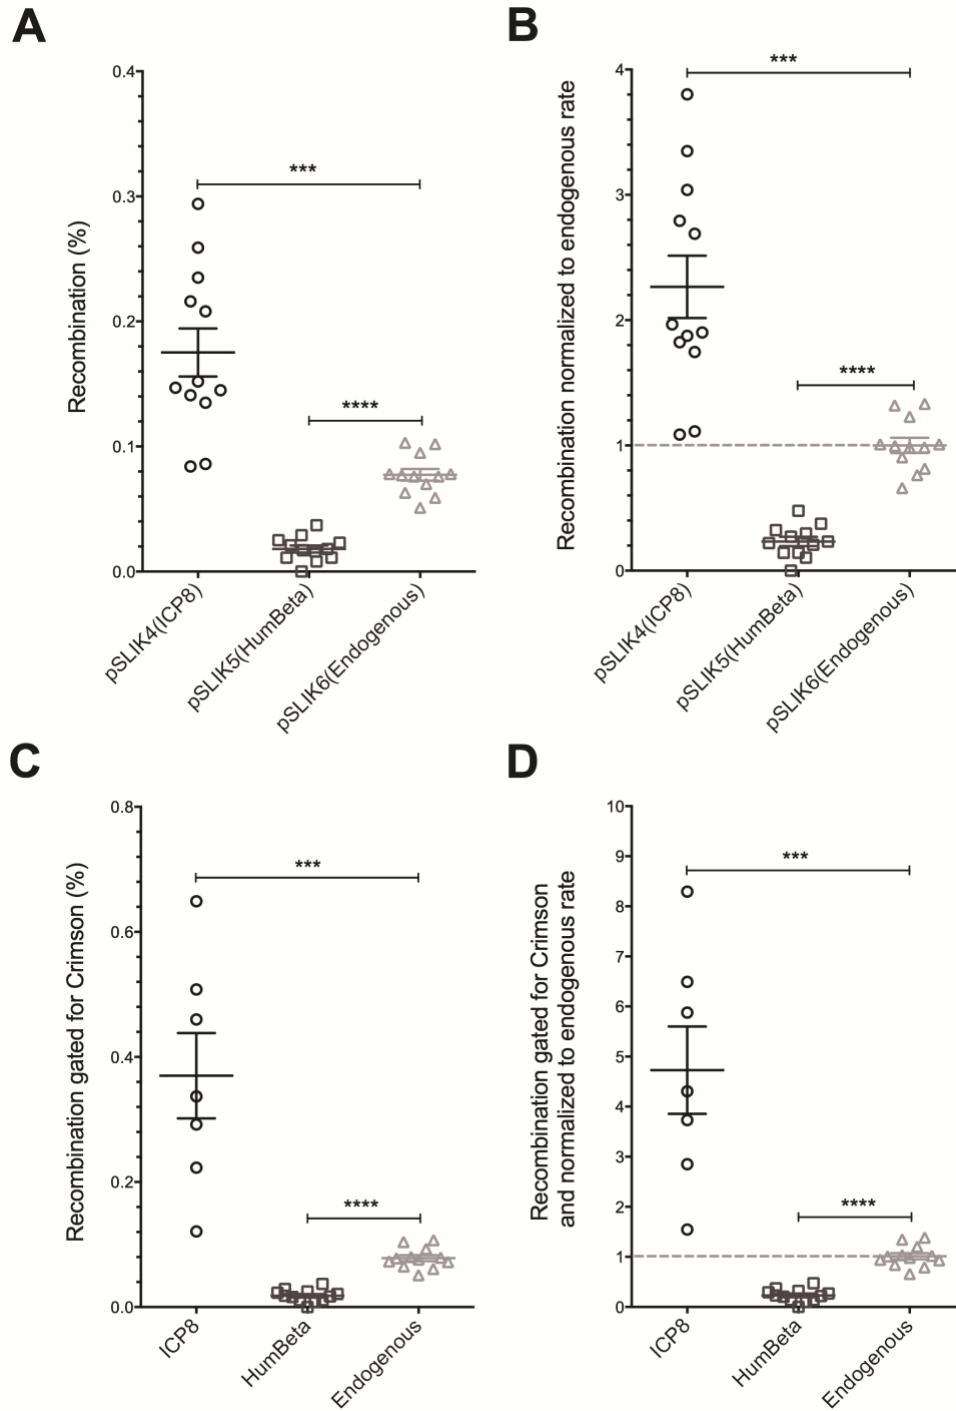 A
Recombination (%)
0.4
0.3
0.2
0.1
0.0
***
****
pSLIK4(ICP8)
pSLIK5(HumBeta)
pSLIK6(Endogenous)
B
Recombination normalized to endogenous rate
4
3
2
1
0
***
****
pSLIK4(ICP8)
pSLIK5(HumBeta)
pSLIK6(Endogenous)
C
Recombination gated for Crimson (%)
0.8
0.6
0.4
0.2
0.0
***
****
ICP8
HumBeta
Endogenous
D
Recombination gated for Crimson
and normalized to endogenous rate
10
9
8
7
6
5
4
3
2
1
0
***
****
ICP8
HumBeta
Endogenous